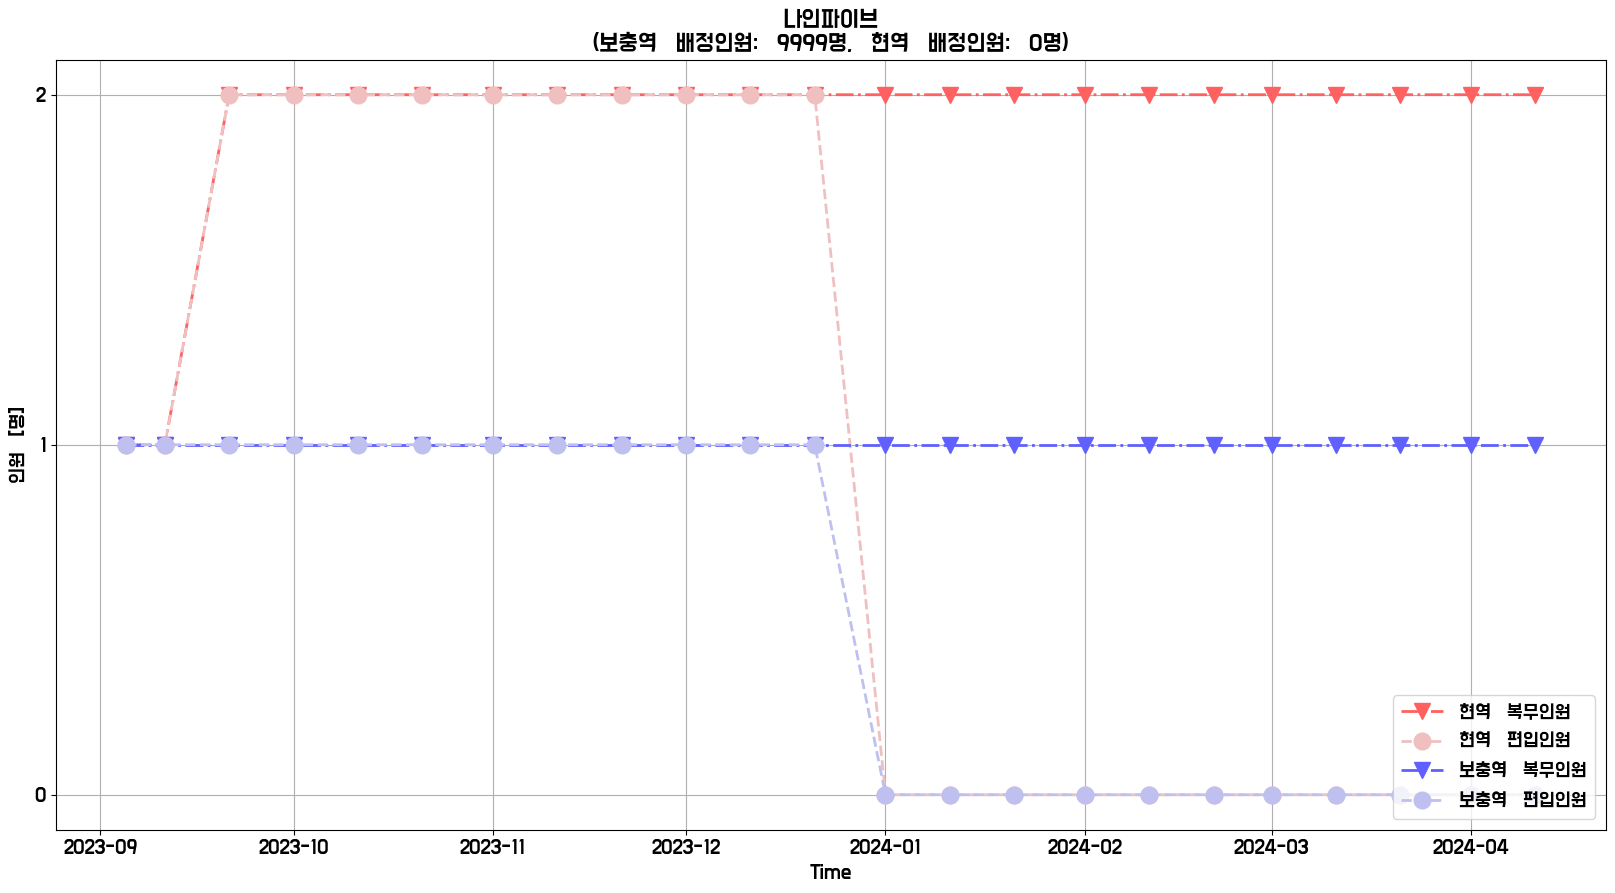 나인파이브
(보충역 배정인원: 9999명, 현역 배정인원: 0명)
2
1
0
인원 [명]
2023-09 2023-10 2023-11 2023-12 2024-01 2024-02 2024-03 2024-04
Time
현역 복무인원
현역 편입인원
보충역 복무인원
보충역 편입인원